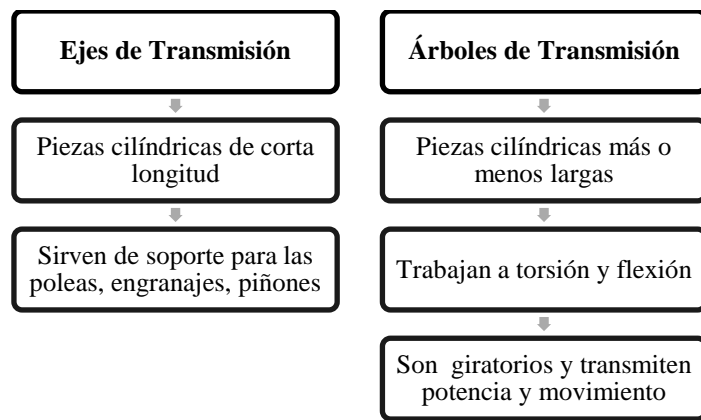 Ejes de Transmisión
Piezas cilíndricas de corta
longitud
Sirven de soporte para las
poleas, engranajes, piñones
Árboles de Transmisión
Piezas cilíndricas más o
menos largas
Trabajan a torsión y flexión
Son  giratorios y transmiten
potencia y movimiento